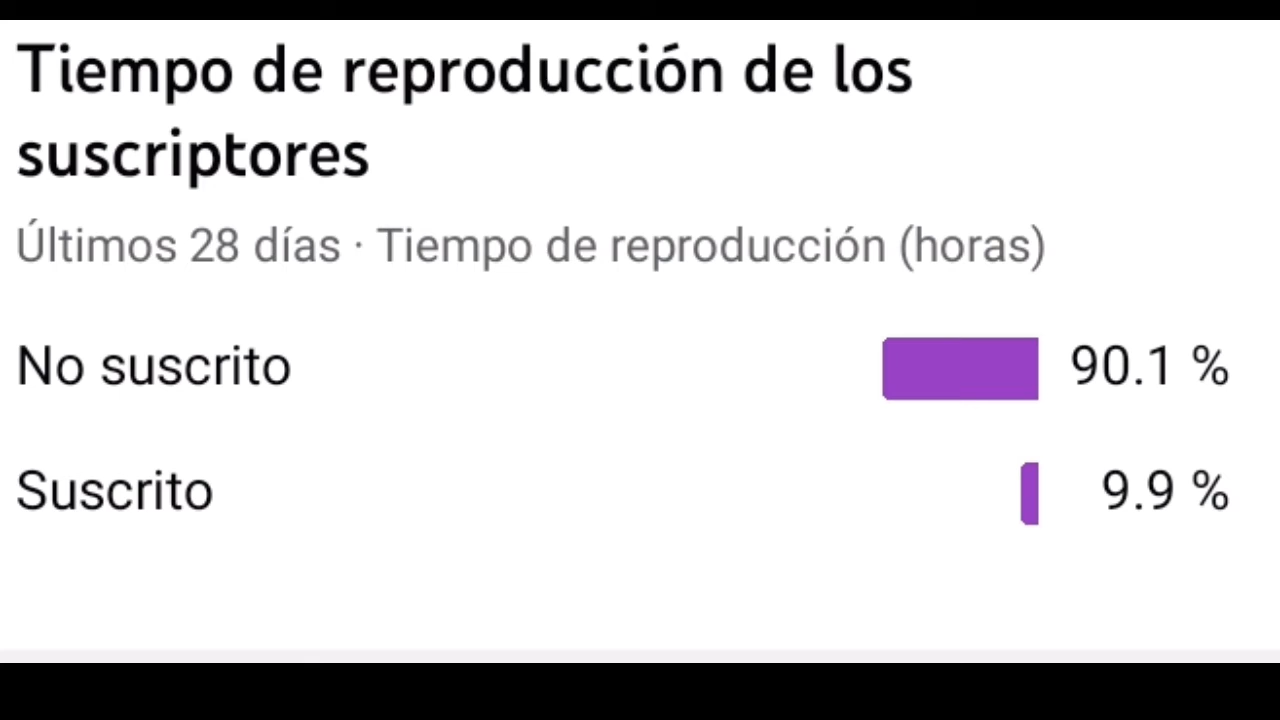 Tiempo de reproducción de los
suscriptores
Últimos 28 días · Tiempo de reproducción (horas)
No suscrito 90.1 %
Suscrito 9.9 %